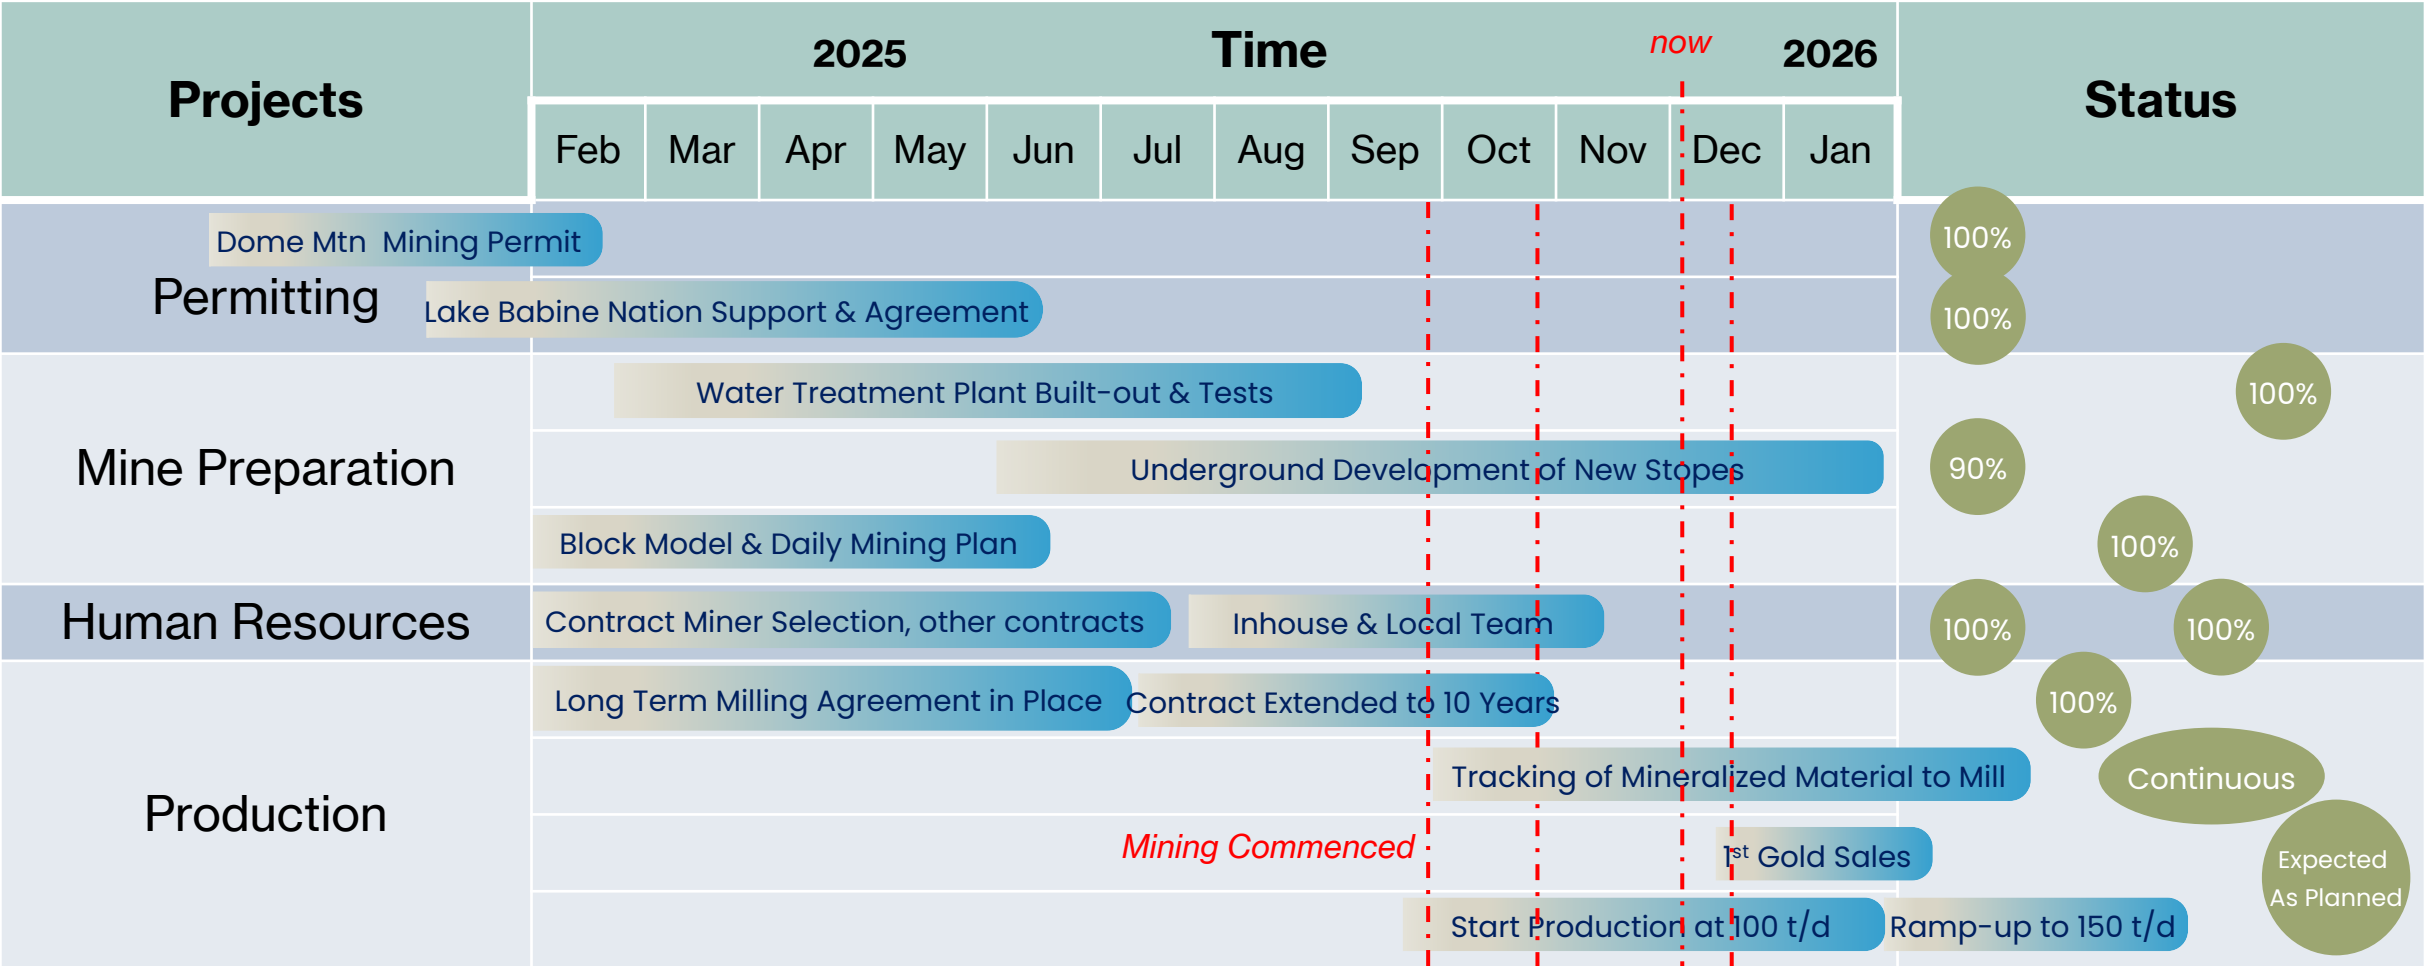 Projects
2025
Time
now
2026
Status
Feb Mar Apr May Jun Jul Aug Sep Oct Nov Dec Jan
Permitting
Dome Mtn  Mining Permit
100%
Lake Babine Nation Support & Agreement
100%
Mine Preparation
Water Treatment Plant Built-out & Tests
100%
Underground Development of New Stopes
90%
Block Model & Daily Mining Plan
100%
Human Resources
Contract Miner Selection, other contracts
Inhouse & Local Team
100%
100%
Production
Long Term Milling Agreement in Place
Contract Extended to 10 Years
100%
Tracking of Mineralized Material to Mill
Continuous
Mining Commenced
1st Gold Sales
Expected
As Planned
Start Production at 100 t/d
Ramp-up to 150 t/d